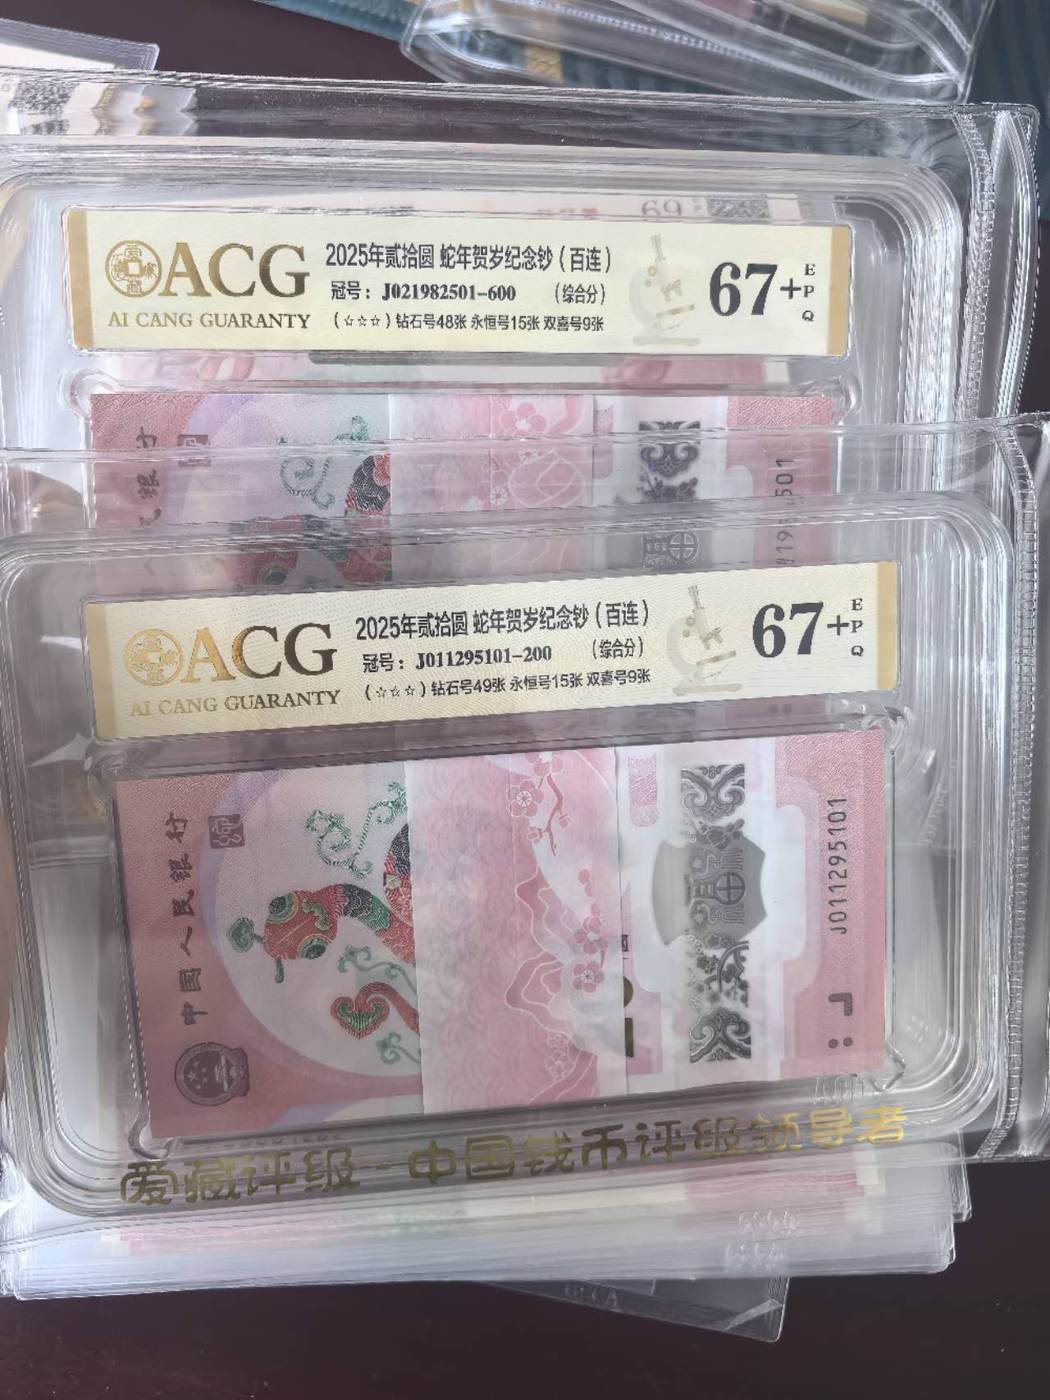 69
ACG
AI CANG GUARANTY
2025年贰拾圆 蛇年贺岁纪念钞（百连）
冠号：J021982501-600 （综合分）
（☆☆☆）钻石号48张 永恒号15张 双喜号9张
67+
EPQ
ACG
AI CANG GUARANTY
2025年贰拾圆 蛇年贺岁纪念钞（百连）
冠号：J011295101-200 （综合分）
（☆☆☆）钻石号49张 永恒号15张 双喜号9张
67+
EPQ
中国人民银行
J011295101
爱藏评级-中国钱币评级领导者